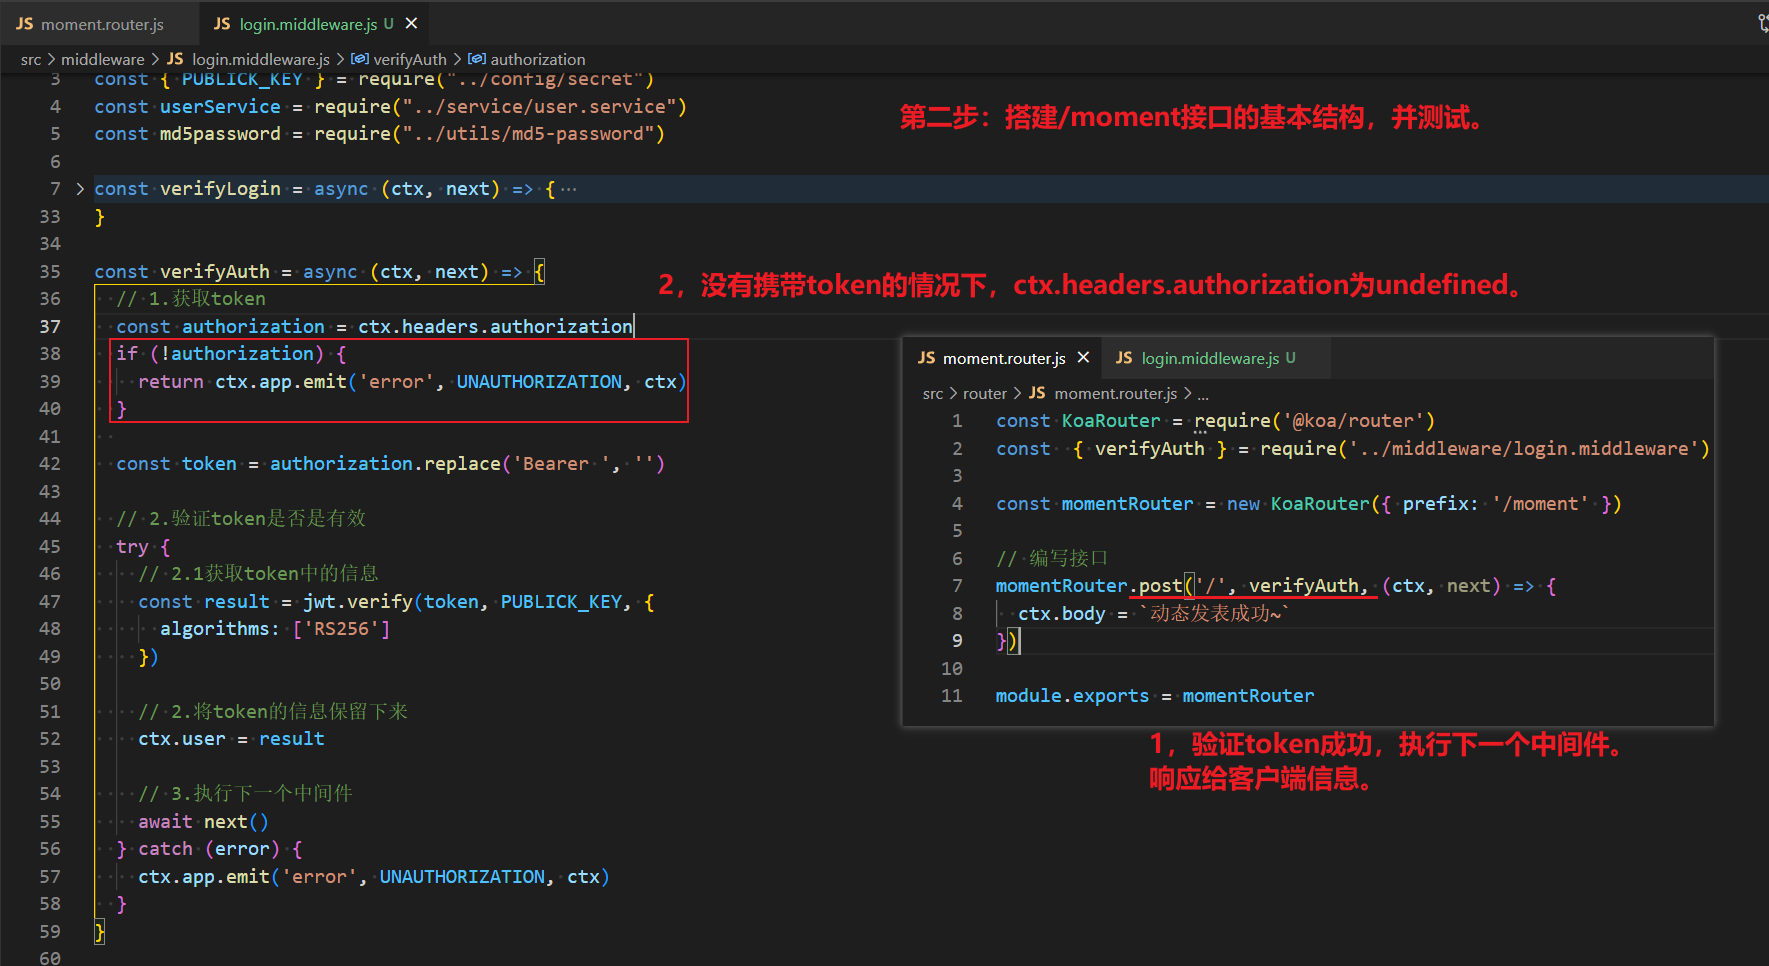 JS moment.router.js
JS login.middleware.js U ×
src > middleware > JS login.middleware.js > verifyAuth > authorization
3 const { PUBLICK_KEY } = require("../config/secret")
4 const userService = require("../service/user.service")
5 const md5password = require("../utils/md5-password")
第二步：搭建/moment接口的基本结构，并测试。
6
7 > const verifyLogin = async (ctx, next) => { ···
33 }
34
35 const verifyAuth = async (ctx, next) => {
2，没有携带token的情况下，ctx.headers.authorization为undefined。
36 // 1.获取token
37 const authorization = ctx.headers.authorization
38 if (!authorization) {
39 return ctx.app.emit('error', UNAUTHORIZATION, ctx)
40 }
41
42 const token = authorization.replace('Bearer ', '')
43
44 // 2.验证token是否是有效
45 try {
46 // 2.1获取token中的信息
47 const result = jwt.verify(token, PUBLICK_KEY, {
48 algorithms: ['RS256']
49 })
50
51 // 2.将token的信息保留下来
52 ctx.user = result
53
54 // 3.执行下一个中间件
55 await next()
56 } catch (error) {
57 ctx.app.emit('error', UNAUTHORIZATION, ctx)
58 }
59 }
60
JS moment.router.js ×
JS login.middleware.js U
src > router > JS moment.router.js > ...
1 const KoaRouter = require('@koa/router')
2 const { verifyAuth } = require('../middleware/login.middleware')
3
4 const momentRouter = new KoaRouter({ prefix: '/moment' })
5
6 // 编写接口
7 momentRouter.post('/', verifyAuth, (ctx, next) => {
8 ctx.body = `动态发表成功~`
9 })
10
11 module.exports = momentRouter
1，验证token成功，执行下一个中间件。
响应给客户端信息。